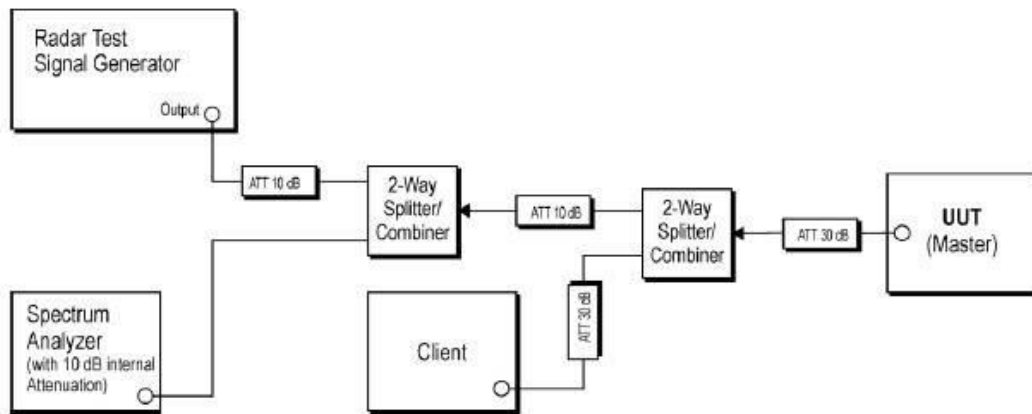 Radar Test
Signal Generator
Output
ATT 10 dB
2-Way
Splitter/
Combiner
ATT 10 dB
2-Way
Splitter/
Combiner
ATT 30 dB
UUT
(Master)
Spectrum
Analyzer
(with 10 dB internal
Attenuation)
Client
ATT 30 dB